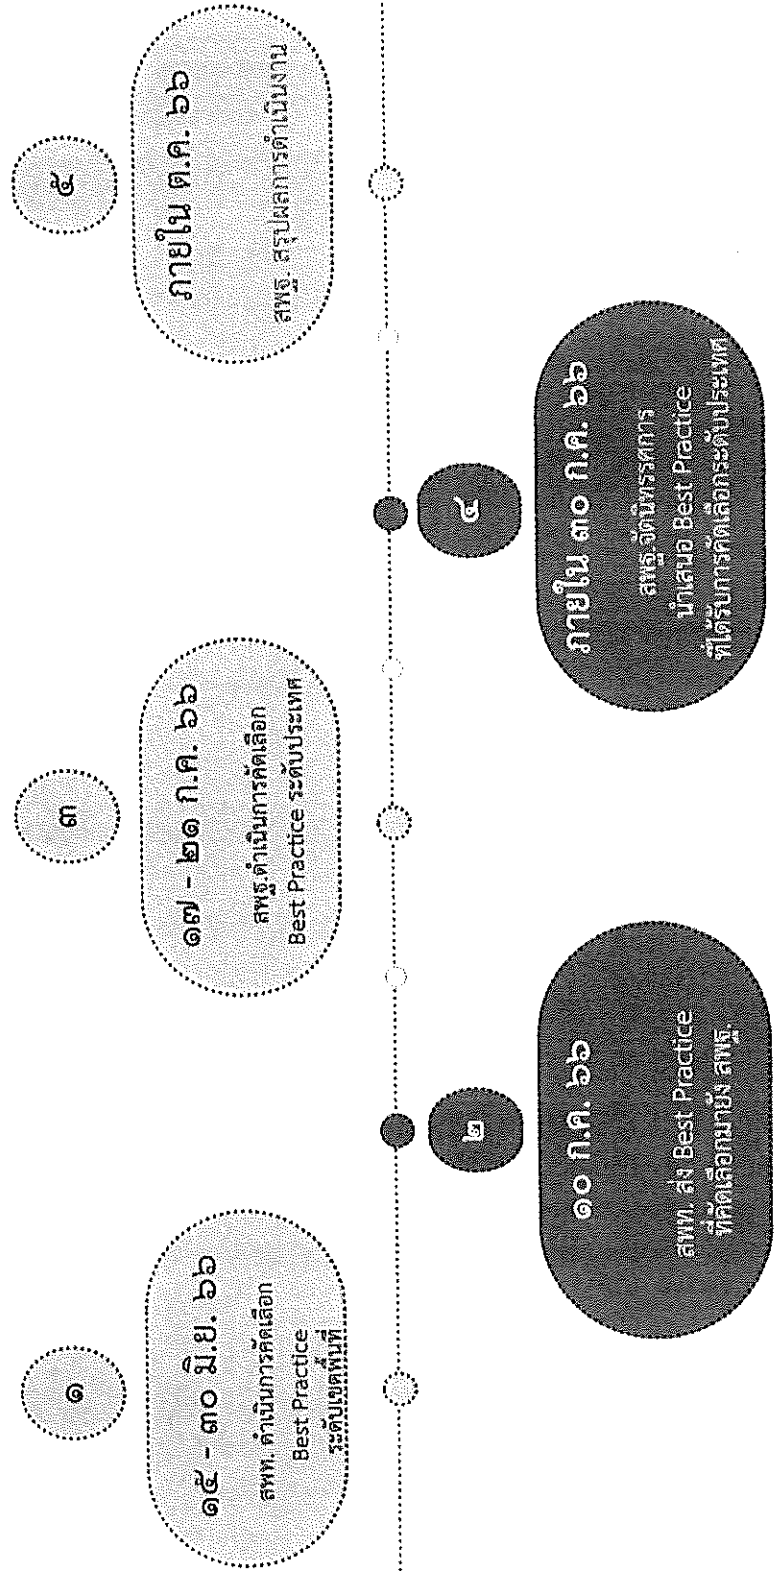 ๑
๑๕ - ๓๐ มิ.ย. ๖๖
สพท. ดำเนินการคัดเลือก
Best Practice
ระดับเขตพื้นที่
๒
๑๐ ก.ค. ๖๖
สพท. ส่ง Best Practice
ที่คัดเลือกมายัง สพฐ.
๓
๑๗ - ๒๑ ก.ค. ๖๖
สพฐ.ดำเนินการคัดเลือก
Best Practice ระดับประเทศ
๔
ภายใน ๓๐ ก.ค. ๖๖
สพฐ.จัดนิทรรศการ
นำเสนอ Best Practice
ที่ได้รับการคัดเลือกระดับประเทศ
๕
ภายใน ต.ค. ๖๖
สพฐ. สรุปผลการดำเนินงาน